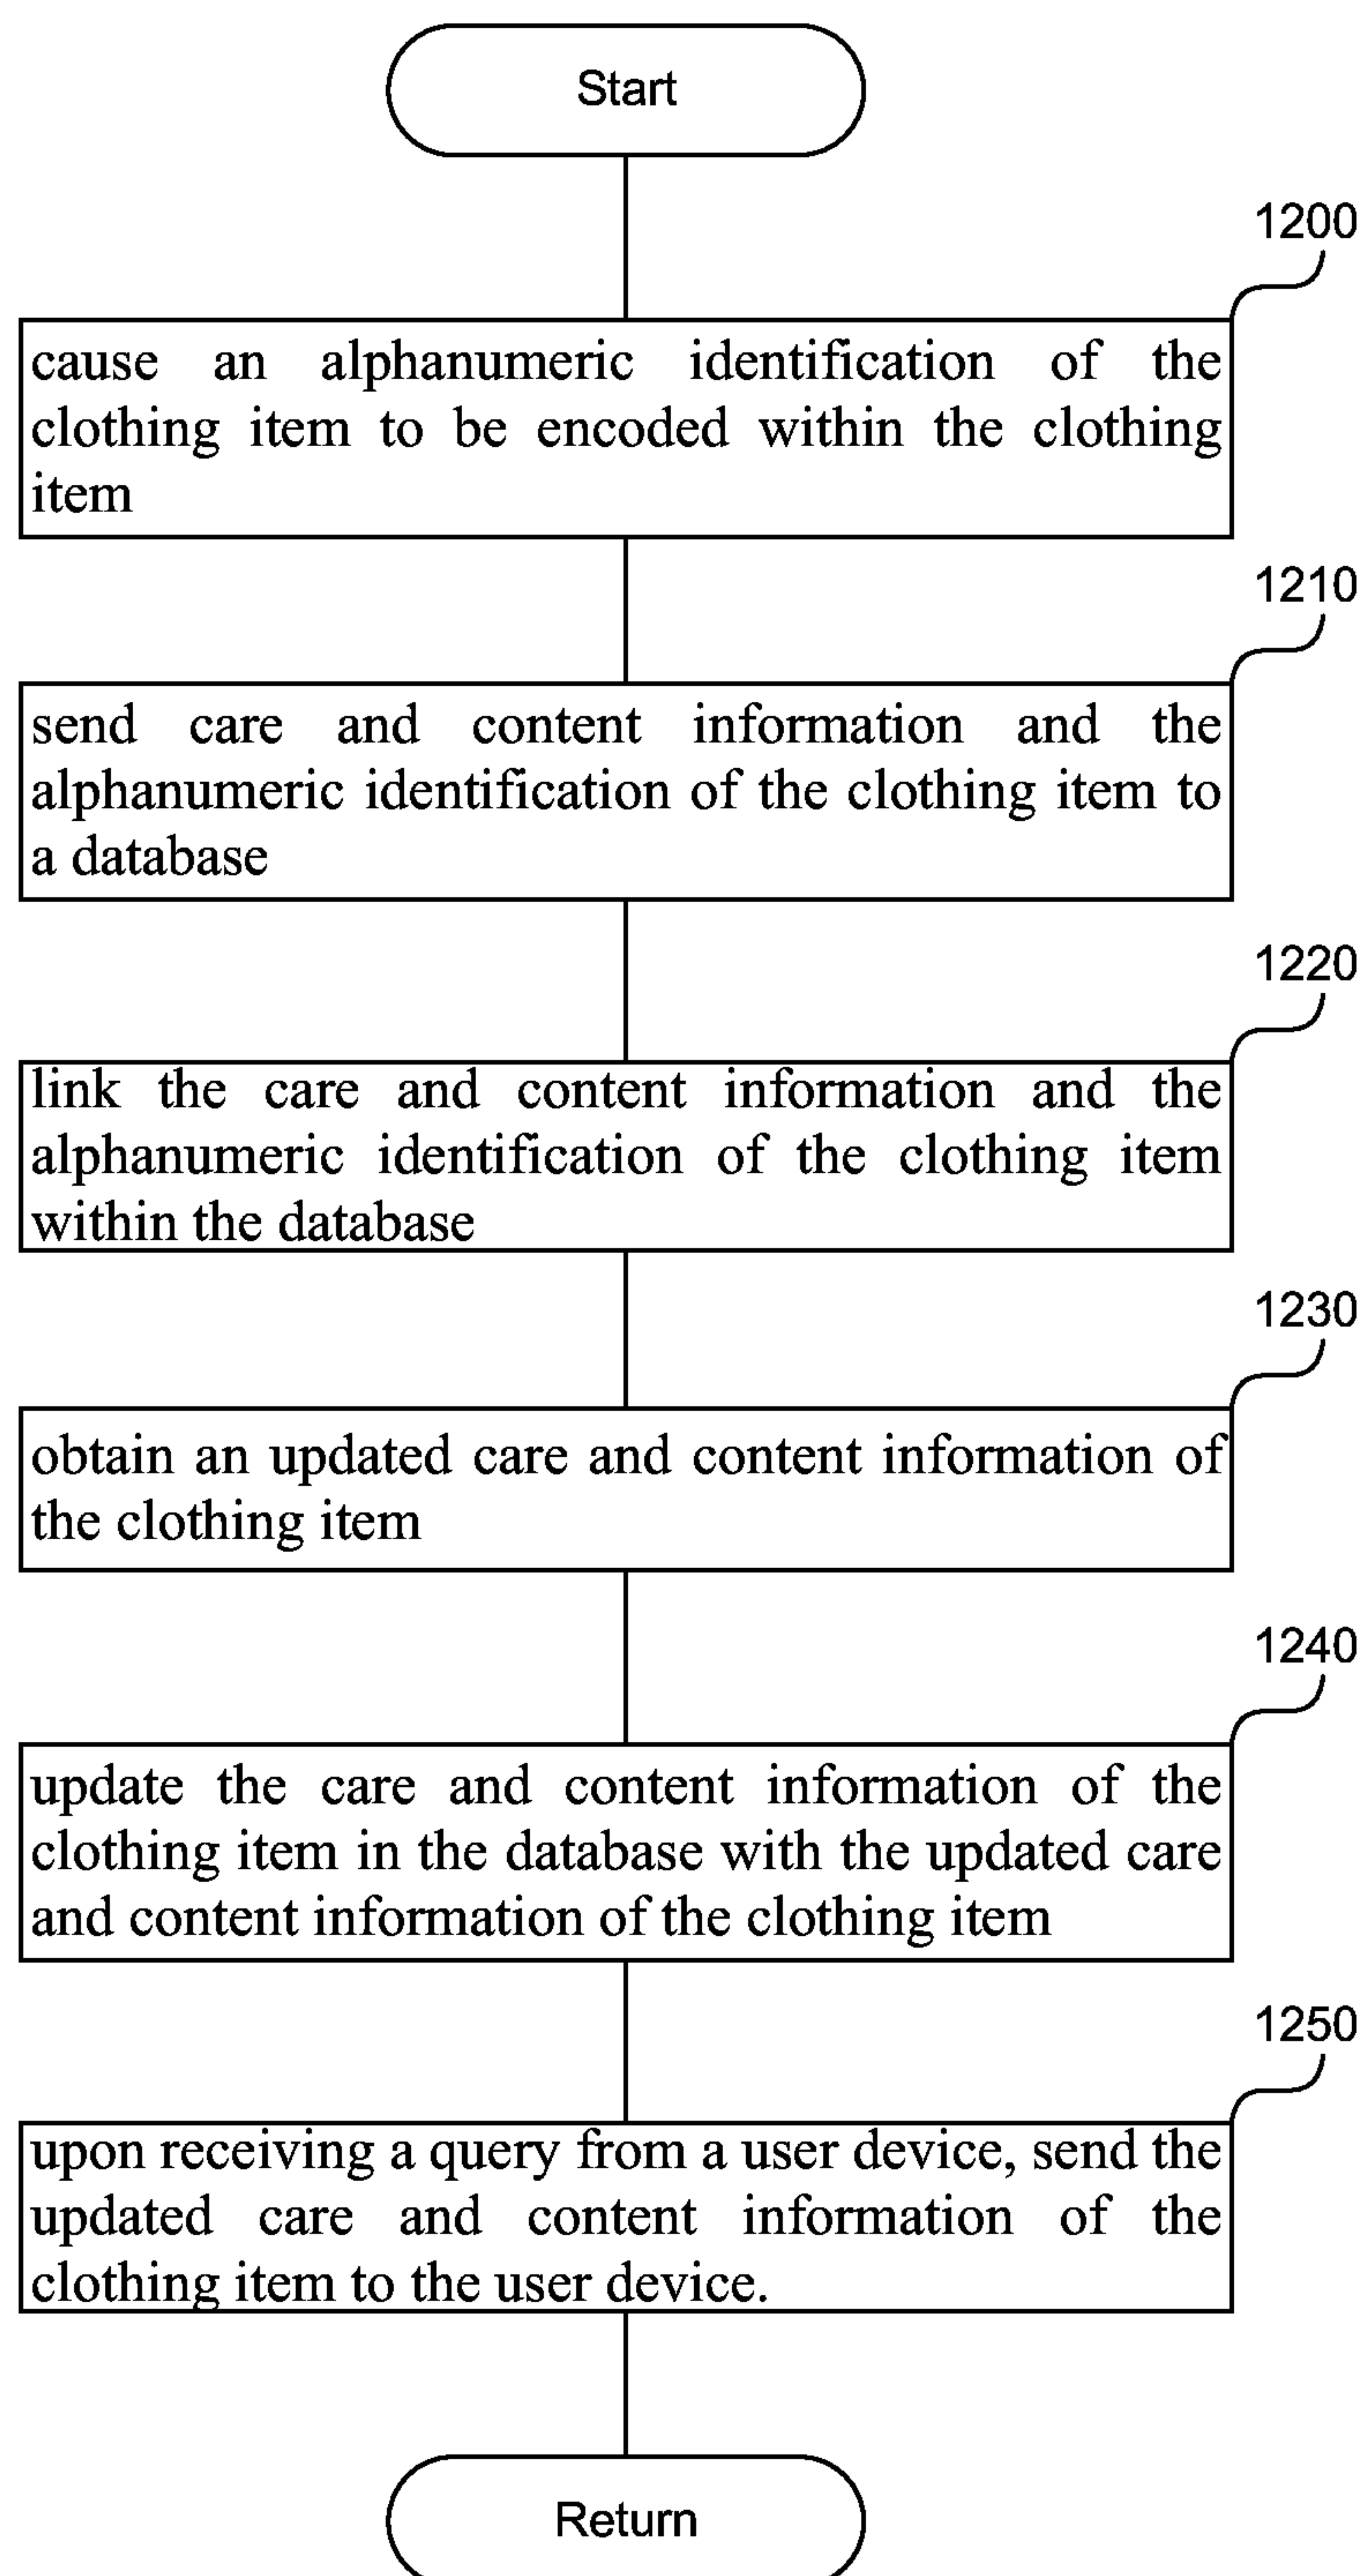 Start
1200
cause an alphanumeric identification of the
clothing item to be encoded within the clothing
item
1210
send care and content information and the
alphanumeric identification of the clothing item to
a database
1220
link the care and content information and the
alphanumeric identification of the clothing item
within the database
1230
obtain an updated care and content information of
the clothing item
1240
update the care and content information of the
clothing item in the database with the updated care
and content information of the clothing item
1250
upon receiving a query from a user device, send the
updated care and content information of the
clothing item to the user device.
Return